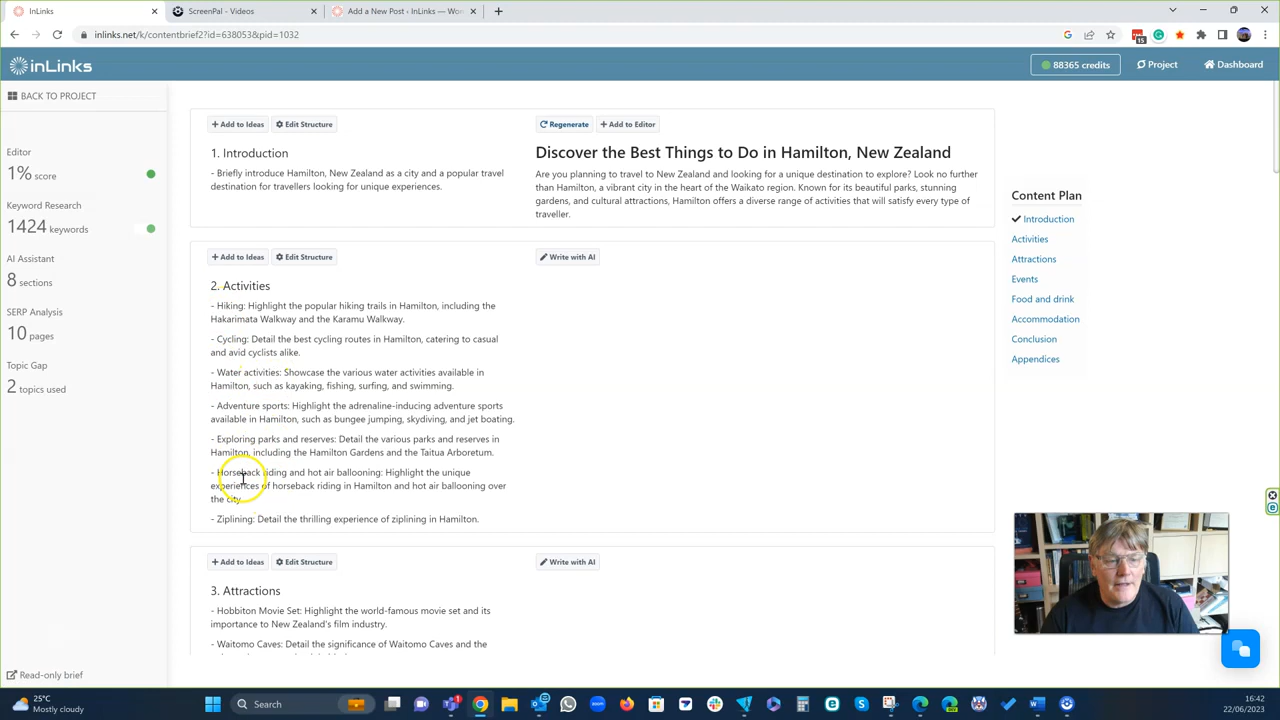 InLinks
ScreenPal - Videos
Add a New Post ‹ InLinks — Wor
inlinks.net/k/contentbrief2?id=638053&pid=1032
15
inLinks
88365 credits
Project
Dashboard
BACK TO PROJECT
Editor
1% score
Keyword Research
1424 keywords
AI Assistant
8 sections
SERP Analysis
10 pages
Topic Gap
2 topics used
Read-only brief
+ Add to Ideas
Edit Structure
1. Introduction
- Briefly introduce Hamilton, New Zealand as a city and a popular travel
destination for travellers looking for unique experiences.
Regenerate
+ Add to Editor
Discover the Best Things to Do in Hamilton, New Zealand
Are you planning to travel to New Zealand and looking for a unique destination to explore? Look no further
than Hamilton, a vibrant city in the heart of the Waikato region. Known for its beautiful parks, stunning
gardens, and cultural attractions, Hamilton offers a diverse range of activities that will satisfy every type of
traveller.
+ Add to Ideas
Edit Structure
Write with AI
2. Activities
- Hiking: Highlight the popular hiking trails in Hamilton, including the
Hakarimata Walkway and the Karamu Walkway.
- Cycling: Detail the best cycling routes in Hamilton, catering to casual
and avid cyclists alike.
- Water activities: Showcase the various water activities available in
Hamilton, such as kayaking, fishing, surfing, and swimming.
- Adventure sports: Highlight the adrenaline-inducing adventure sports
available in Hamilton, such as bungee jumping, skydiving, and jet boating.
- Exploring parks and reserves: Detail the various parks and reserves in
Hamilton, including the Hamilton Gardens and the Taitua Arboretum.
- Horseback riding and hot air ballooning: Highlight the unique
experiences of horseback riding in Hamilton and hot air ballooning over
the city.
- Ziplining: Detail the thrilling experience of ziplining in Hamilton.
+ Add to Ideas
Edit Structure
Write with AI
3. Attractions
- Hobbiton Movie Set: Highlight the world-famous movie set and its
importance to New Zealand's film industry.
- Waitomo Caves: Detail the significance of Waitomo Caves and the
Content Plan
Introduction
Activities
Attractions
Events
Food and drink
Accommodation
Conclusion
Appendices
25°C
Mostly cloudy
Search
16:42
22/06/2023